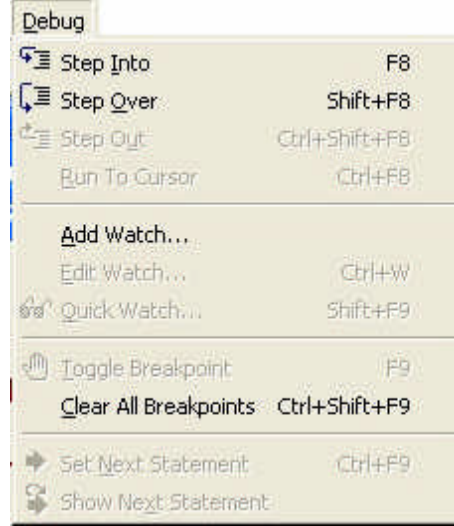 Debug
Step Into F8
Step Over Shift+F8
Step Out Ctrl+Shift+F8
Run To Cursor Ctrl+F8
Add Watch...
Edit Watch... Ctrl+W
Quick Watch... Shift+F9
Toggle Breakpoint F9
Clear All Breakpoints Ctrl+Shift+F9
Set Next Statement Ctrl+F9
Show Next Statement